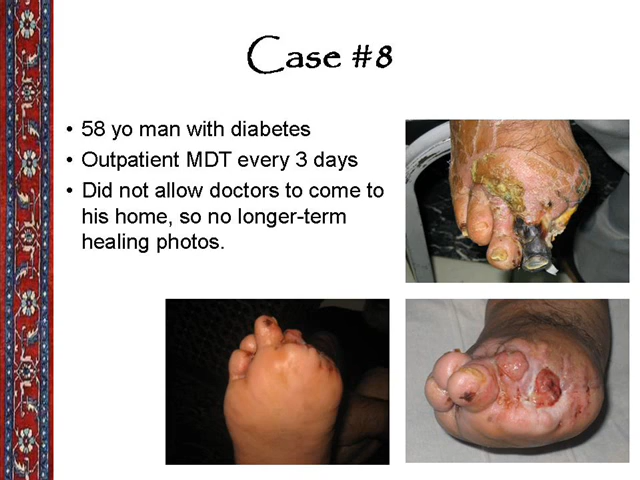 Case #8
• 58 yo man with diabetes
• Outpatient MDT every 3 days
• Did not allow doctors to come to
his home, so no longer-term
healing photos.